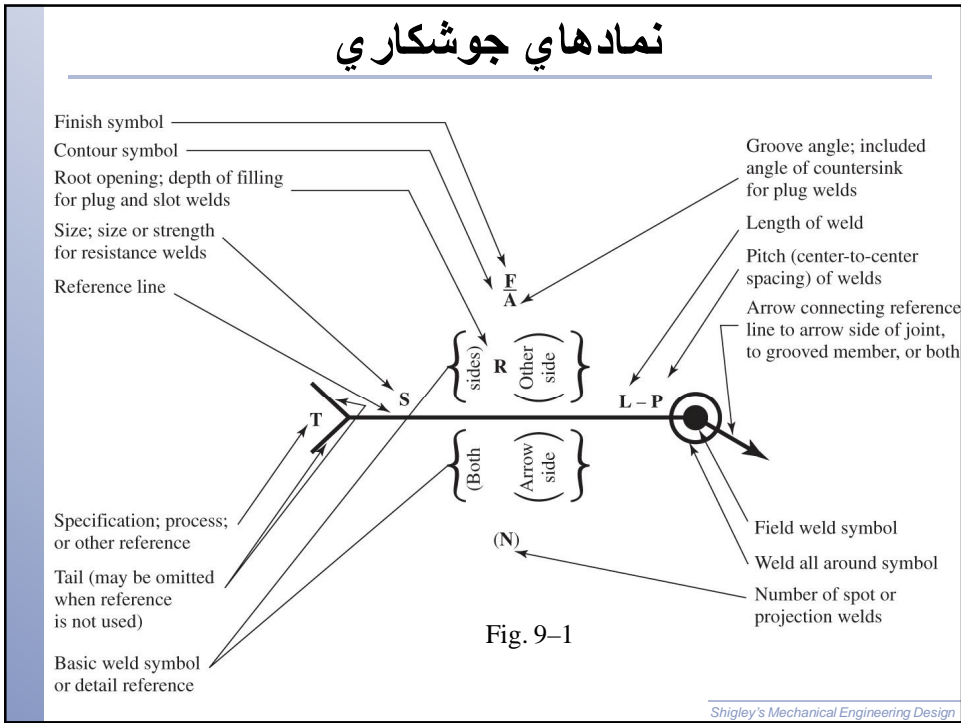 نمادهاي جوشكاري
Finish symbol
Contour symbol
Root opening; depth of filling
for plug and slot welds
Size; size or strength
for resistance welds
Reference line
Groove angle; included
angle of countersink
for plug welds
Length of weld
Pitch (center-to-center
spacing) of welds
Arrow connecting reference
line to arrow side of joint,
to grooved member, or both
F
A
sides)
R
(Other
side)
S
L – P
T
(Both
(Arrow
side)
(N)
Specification; process;
or other reference
Tail (may be omitted
when reference
is not used)
Basic weld symbol
or detail reference
Field weld symbol
Weld all around symbol
Number of spot or
projection welds
Fig. 9–1
Shigley's Mechanical Engineering Design